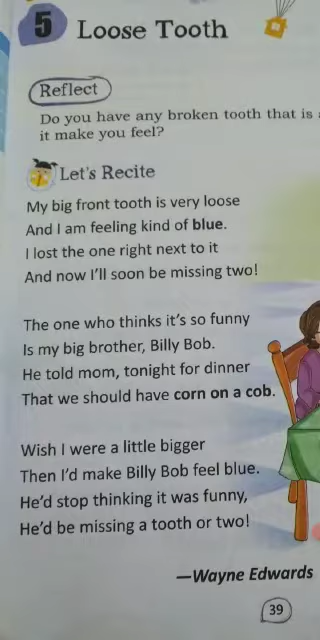 5 Loose Tooth
Reflect
Do you have any broken tooth that is
it make you feel?
Let's Recite
My big front tooth is very loose
And I am feeling kind of blue.
I lost the one right next to it
And now I'll soon be missing two!
The one who thinks it's so funny
Is my big brother, Billy Bob.
He told mom, tonight for dinner
That we should have corn on a cob.
Wish I were a little bigger
Then I'd make Billy Bob feel blue.
He'd stop thinking it was funny,
He'd be missing a tooth or two!
—Wayne Edwards
39